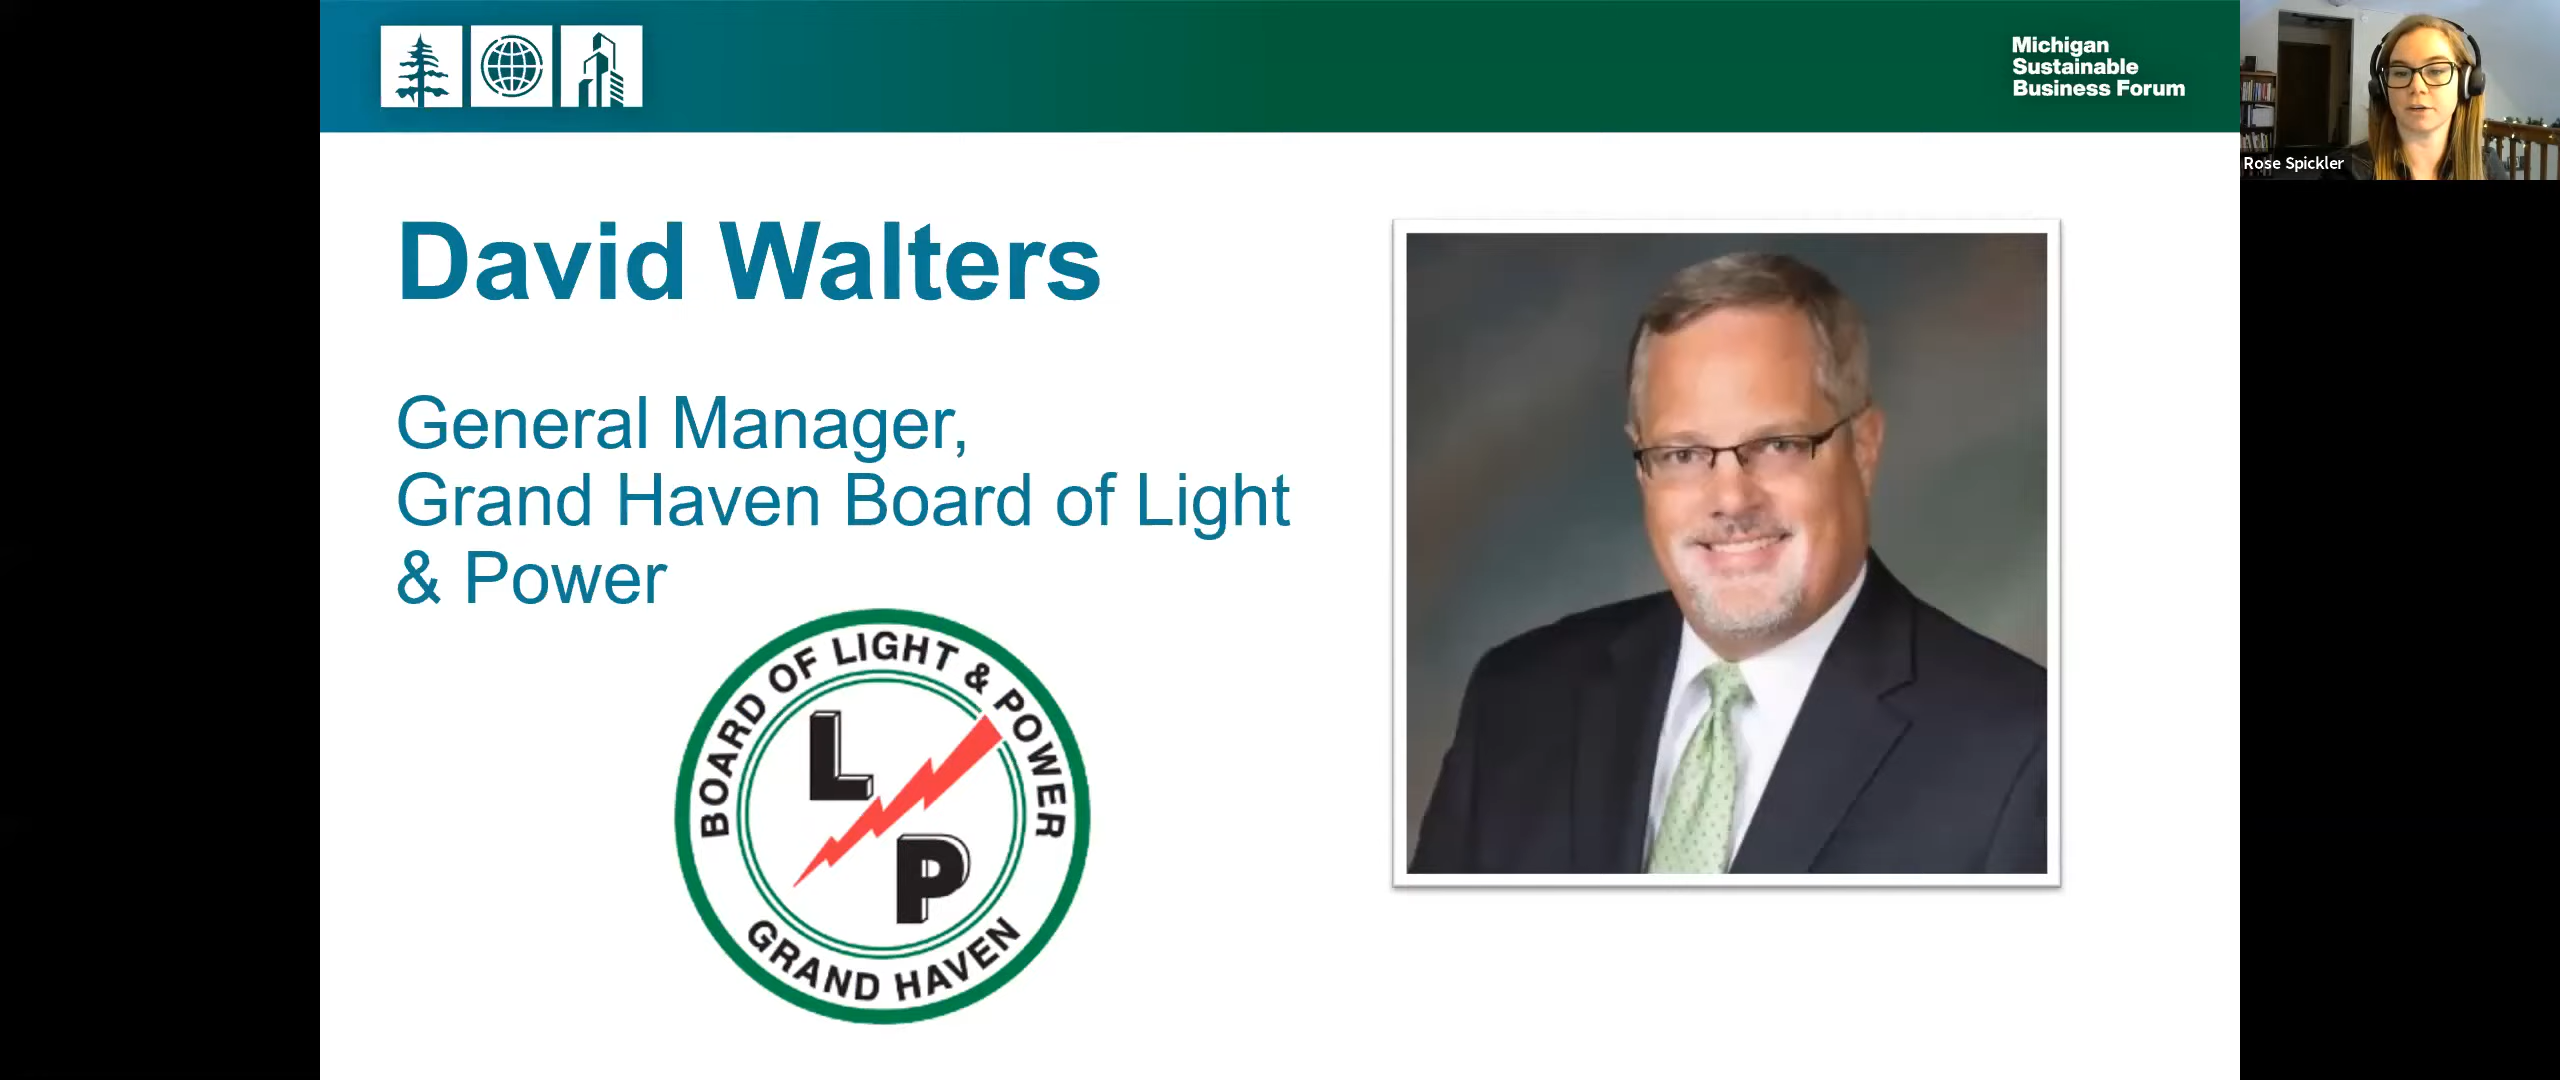 Michigan
Sustainable
Business Forum
Rose Spickler
David Walters
General Manager,
Grand Haven Board of Light
& Power
BOARD OF LIGHT & POWER
L
P
GRAND HAVEN